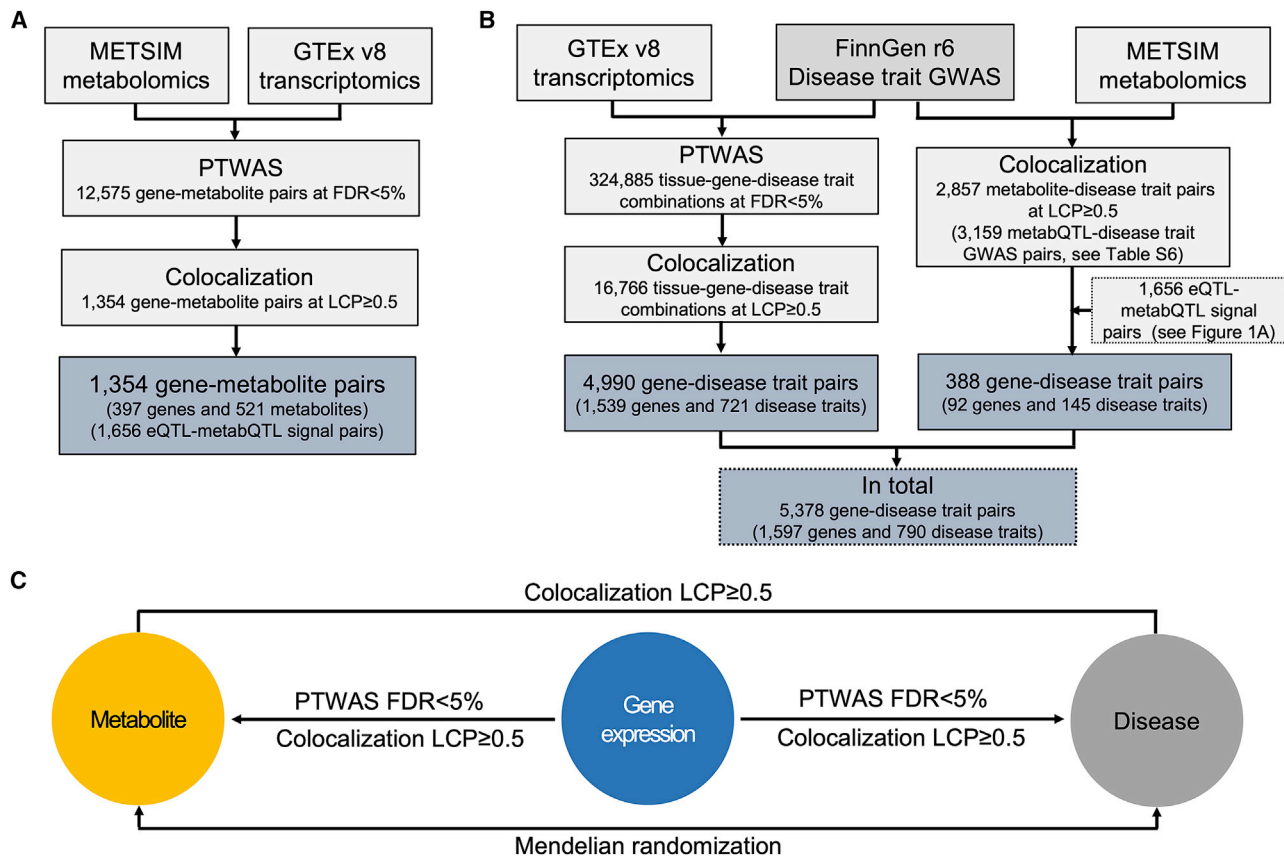 A
METSIM
metabolomics
GTEx v8
transcriptomics
PTWAS
12,575 gene-metabolite pairs at FDR<5%
Colocalization
1,354 gene-metabolite pairs at LCP≥0.5
1,354 gene-metabolite pairs
(397 genes and 521 metabolites)
(1,656 eQTL-metabQTL signal pairs)
B
GTEx v8
transcriptomics
FinnGen r6
Disease trait GWAS
METSIM
metabolomics
PTWAS
324,885 tissue-gene-disease trait
combinations at FDR<5%
Colocalization
16,766 tissue-gene-disease trait
combinations at LCP≥0.5
4,990 gene-disease trait pairs
(1,539 genes and 721 disease traits)
Colocalization
2,857 metabolite-disease trait pairs
at LCP≥0.5
(3,159 metabQTL-disease trait
GWAS pairs, see Table S6)
1,656 eQTL-
metabQTL signal
pairs (see Figure 1A)
388 gene-disease trait pairs
(92 genes and 145 disease traits)
In total
5,378 gene-disease trait pairs
(1,597 genes and 790 disease traits)
C
Colocalization LCP≥0.5
Metabolite
PTWAS FDR<5%
Colocalization LCP≥0.5
Gene
expression
PTWAS FDR<5%
Colocalization LCP≥0.5
Disease
Mendelian randomization